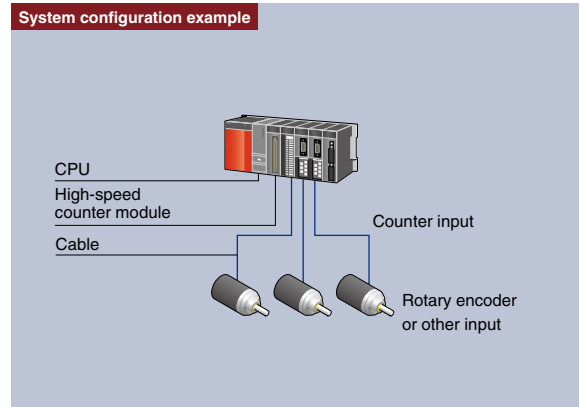 System configuration example
CPU
High-speed
counter module
Cable
Counter input
Rotary encoder
or other input